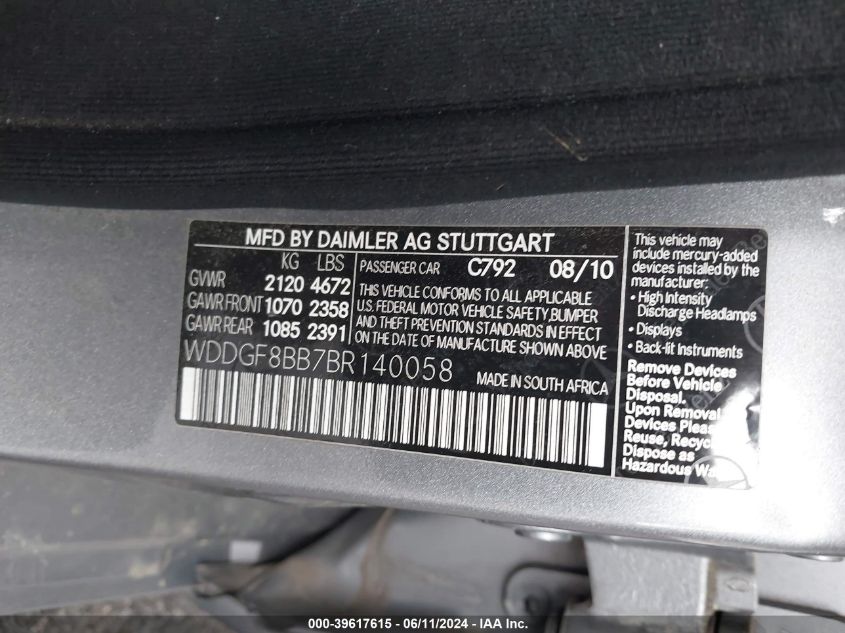 MFD BY DAIMLER AG STUTTGART
KG LBS
GVWR 2120 4672
GAWR FRONT 1070 2358
GAWR REAR 1085 2391
PASSENGER CAR C792 08/10
THIS VEHICLE CONFORMS TO ALL APPLICABLE
U.S. FEDERAL MOTOR VEHICLE SAFETY,BUMPER
AND THEFT PREVENTION STANDARDS IN EFFECT
ON THE DATE OF MANUFACTURE SHOWN ABOVE
WDDGF8BB7BR140058
MADE IN SOUTH AFRICA
This vehicle may
include mercury-added
devices installed by the
manufacturer:
• High Intensity
Discharge Headlamps
• Displays
• Back-lit Instruments
Remove Devices
Before Vehicle
Disposal.
Upon Removal
Devices
Reuse,
Dispose as
Hazardous
000-39617615 - 06/11/2024 - IAA Inc.